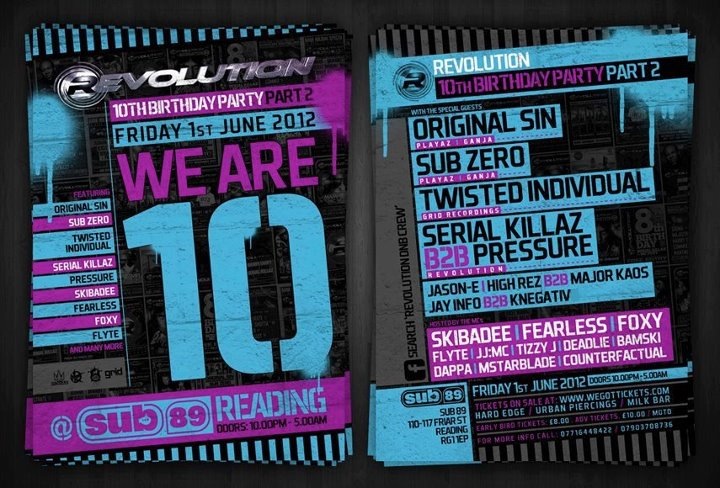 REVOLUTION
10TH BIRTHDAY PARTY PART 2
FRIDAY 1ST JUNE 2012
WE ARE
10
FEATURING
ORIGINAL SIN
SUB ZERO
TWISTED
INDIVIDUAL
SERIAL KILLAZ
PRESSURE
SKIBADEE
FEARLESS
FOXY
FLYTE
AND MANY MORE
grid
@ sub 89 READING
DOORS: 10.00PM - 5.00AM
R REVOLUTION
10TH BIRTHDAY PARTY PART 2
WITH THE SPECIAL GUESTS
ORIGINAL SIN
PLAYAZ | GANJA
SUB ZERO
PLAYAZ | GANJA
TWISTED INDIVIDUAL
GRID RECORDINGS
SERIAL KILLAZ
B2B PRESSURE
REVOLUTION
JASON-E | HIGH REZ B2B MAJOR KAOS
JAY INFO B2B KNEGATIV
HOSTED BY THE MCs
SKIBADEE | FEARLESS | FOXY
FLYTE | JJ:MC | TIZZY J | DEADLIE | BAMSKI
DAPPA | MSTARBLADE | COUNTERFACTUAL
f SEARCH 'REVOLUTION DNB CREW'
FRIDAY 1ST JUNE 2012 DOORS 10.00PM - 5.00AM
sub 89
SUB 89
110-117 FRIAR ST
READING
RG1 1EP
TICKETS ON SALE AT: WWW.WEGOTTICKETS.COM
HARD EDGE / URBAN PIERCINGS / MILK BAR
EARLY BIRD TICKETS: £8.00 ADV TICKETS: £10.00 / MOTD
FOR MORE INFO CALL: 07716448422 / 07903708736